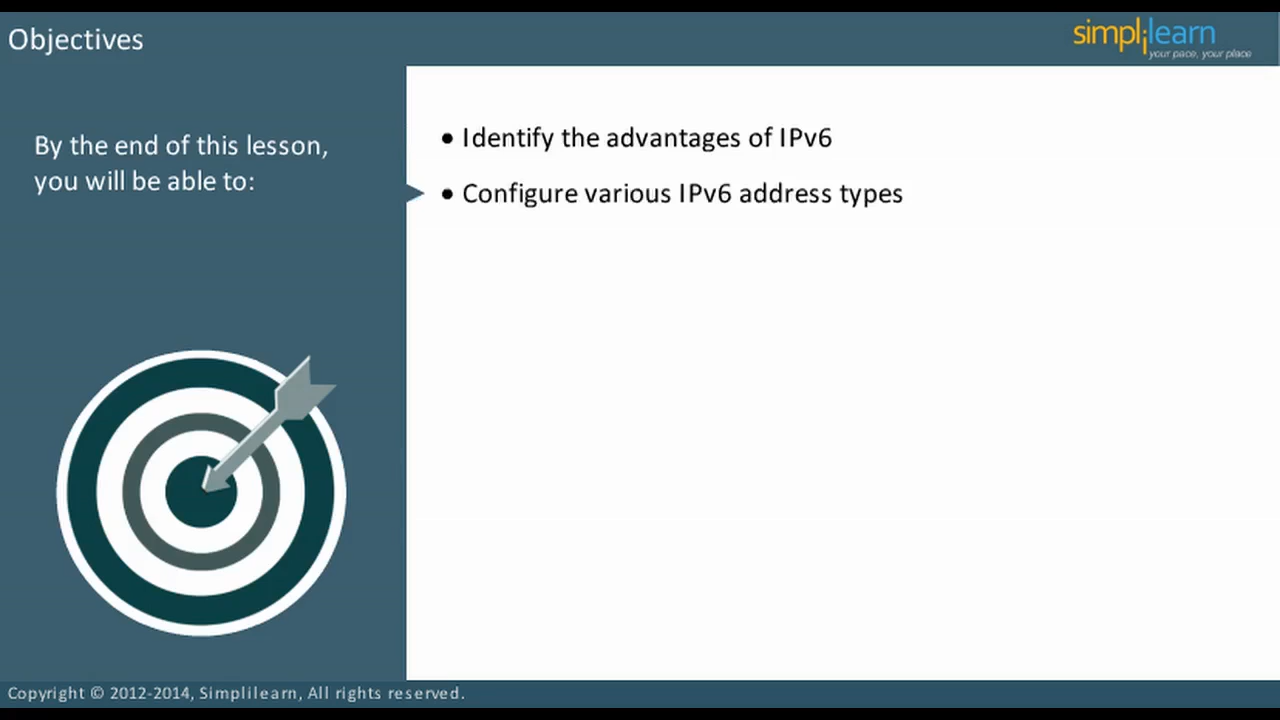 Objectives
simplilearn
your pace, your place
By the end of this lesson,
you will be able to:
• Identify the advantages of IPv6
• Configure various IPv6 address types
Copyright © 2012-2014, Simplilearn, All rights reserved.